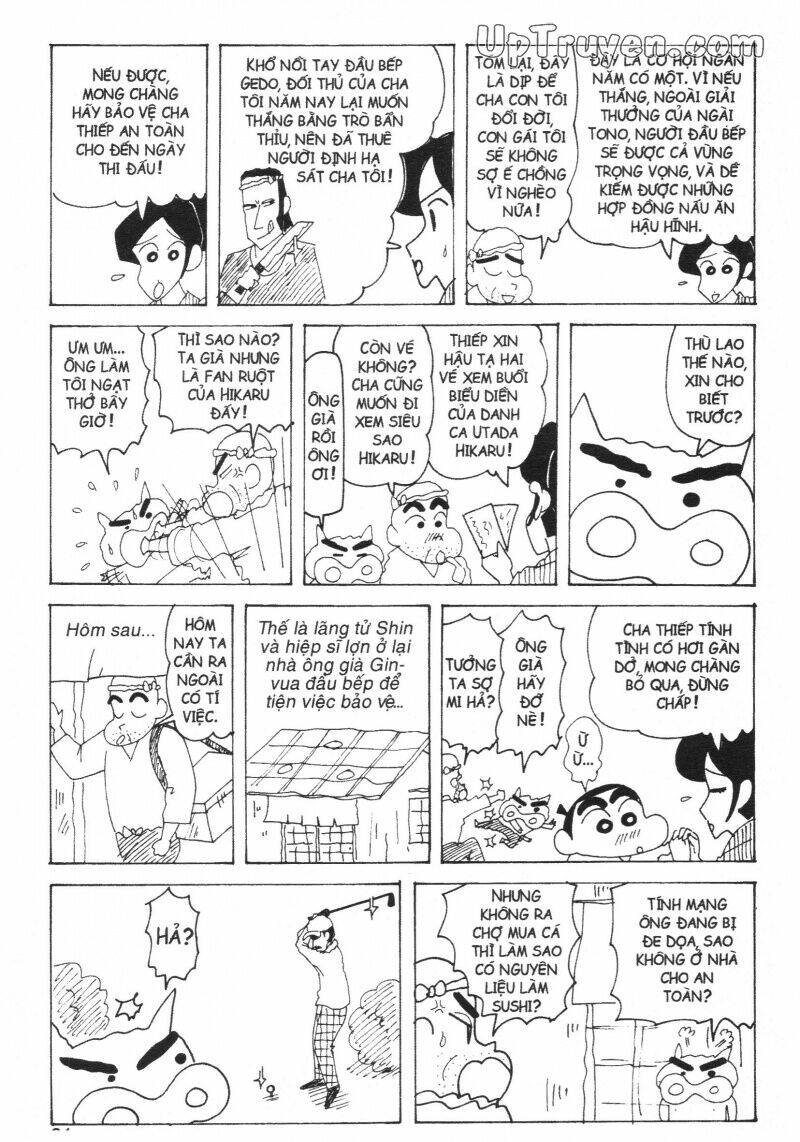 UpTruyen.com
ĐÂY LÀ CƠ HỘI NGÀN
NĂM CÓ MỘT. VÌ NẾU
THẮNG, NGOÀI GIẢI
THƯỞNG CỦA NGÀI
TONO, NGƯỜI ĐẦU BẾP
SẼ ĐƯỢC CẢ VÙNG
TRỌNG VỌNG, VÀ DỄ
KIẾM ĐƯỢC NHỮNG
HỢP ĐỒNG NẤU ĂN
HẬU HĨNH.
TÓM LẠI, ĐÂY
LÀ DỊP ĐỂ
CHA CON TÔI
ĐỔI ĐỜI,
CON GÁI TÔI
SẼ KHÔNG
SỢ Ế CHỒNG
VÌ NGHÈO
NỮA!
KHỔ NỖI TAY ĐẦU BẾP
GEDO, ĐỐI THỦ CỦA CHA
TÔI NĂM NAY LẠI MUỐN
THẮNG BẰNG TRÒ BẨN
THỈU, NÊN ĐÃ THUÊ
NGƯỜI ĐỊNH HẠ
SÁT CHA TÔI!
NẾU ĐƯỢC,
MONG CHÀNG
HÃY BẢO VỆ CHA
THIẾP AN TOÀN
CHO ĐẾN NGÀY
THI ĐẤU!
THÙ LAO
THẾ NÀO,
XIN CHO
BIẾT
TRƯỚC?
THIẾP XIN
HẬU TẠ HAI
VÉ XEM BUỔI
BIỂU DIỄN
CỦA DANH
CA UTADA
HIKARU!
CÒN VÉ
KHÔNG?
CHA CŨNG
MUỐN ĐI
XEM SIÊU
SAO
HIKARU!
ÔNG
GIÀ
RỒI
ÔNG
ƠI!
THÌ SAO NÀO?
TA GIÀ NHƯNG
LÀ FAN RUỘT
CỦA HIKARU
ĐẤY!
ƯM ƯM...
ÔNG LÀM
TÔI NGẠT
THỞ BÂY
GIỜ!
CHA THIẾP TÍNH
TÌNH CÓ HƠI GÀN
DỞ, MONG CHÀNG
BỎ QUA, ĐỪNG
CHẤP!
Ừ
Ừ...
ÔNG
GIÀ
HÃY
ĐỠ
NÈ!
TƯỞNG
TA SỢ
MI HẢ?
Thế là lãng tử Shin
và hiệp sĩ lợn ở lại
nhà ông già Gin-
vua đầu bếp để
tiện việc bảo vệ...
Hôm sau...
HÔM
NAY TA
CẦN RA
NGOÀI
CÓ TÍ
VIỆC.
TÍNH MẠNG
ÔNG ĐANG BỊ
ĐE DỌA, SAO
KHÔNG Ở NHÀ
CHO AN
TOÀN?
NHƯNG
KHÔNG RA
CHỢ MUA CÁ
THÌ LÀM SAO
CÓ NGUYÊN
LIỆU LÀM
SUSHI?
HẢ?